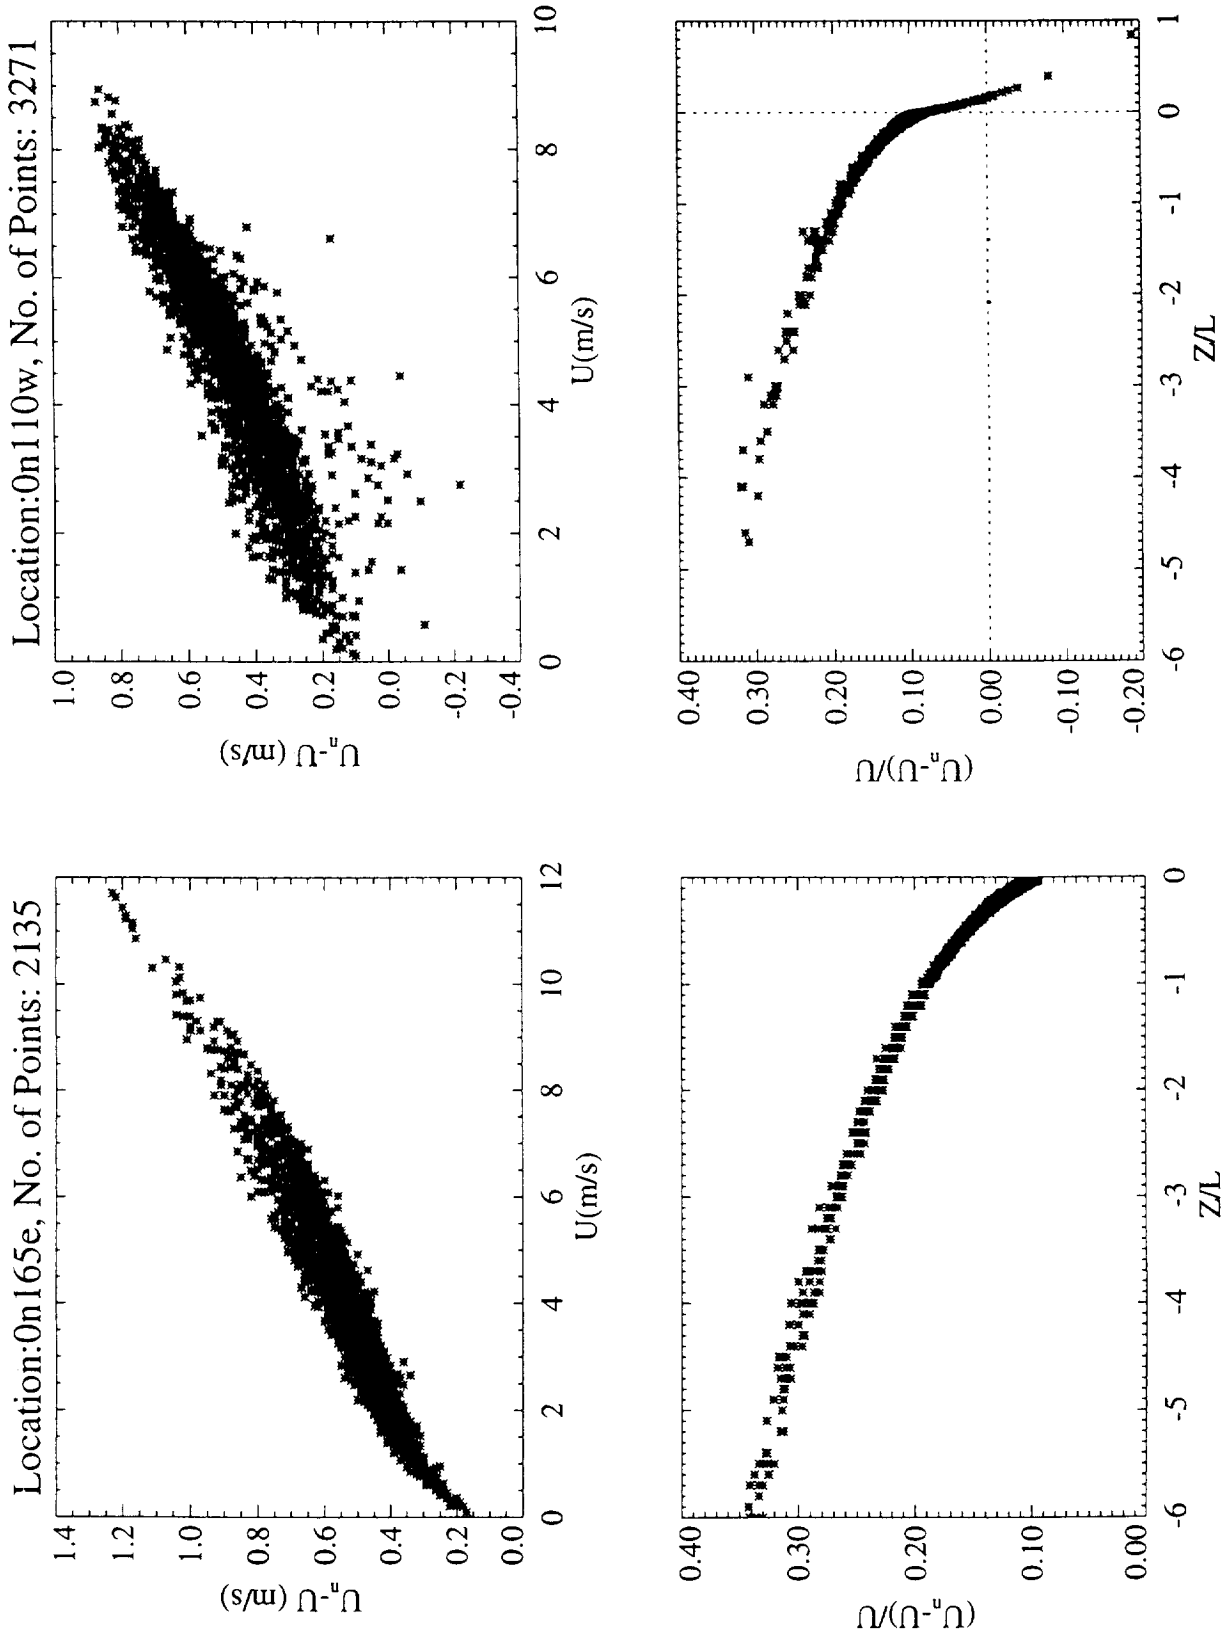 Location:0n165e, No. of Points: 2135
1.4
1.2
1.0
0.8
0.6
0.4
0.2
0.0
Un-U (m/s)
0 2 4 6 8 10 12
U(m/s)
0.40
0.30
0.20
0.10
0.00
(Un-U)/U
-6 -5 -4 -3 -2 -1 0
Z/L
Location:0n110w, No. of Points: 3271
1.0
0.8
0.6
0.4
0.2
0.0
-0.2
-0.4
Un-U (m/s)
0 2 4 6 8 10
U(m/s)
0.40
0.30
0.20
0.10
0.00
-0.10
-0.20
(Un-U)/U
-6 -5 -4 -3 -2 -1 0 1
Z/L